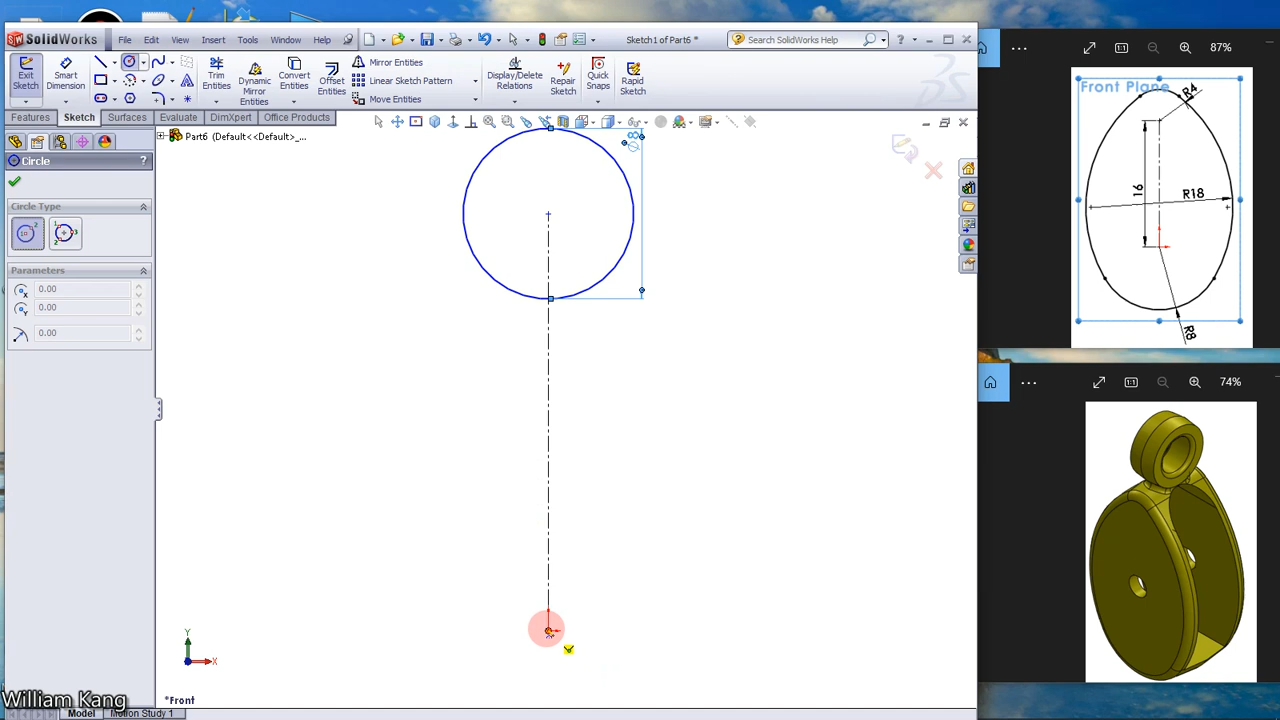 SolidWorks File Edit View Insert Tools Window Help Sketch1 of Part6 * Search SolidWorks Help ?
Exit Sketch Smart Dimension Trim Entities Dynamic Mirror Entities Convert Entities Offset Entities Mirror Entities Linear Sketch Pattern Move Entities Display/Delete Relations Repair Sketch Quick Snaps Rapid Sketch
Features Sketch Surfaces Evaluate DimXpert Office Products
Part6 (Default<<Default>_...
Circle ?
Circle Type
Parameters
0.00
0.00
0.00
Y
X
*Front
William Kang
Model Motion Study 1
1:1 87%
Front Plane
R4
16
R18
R8
1:1 74%